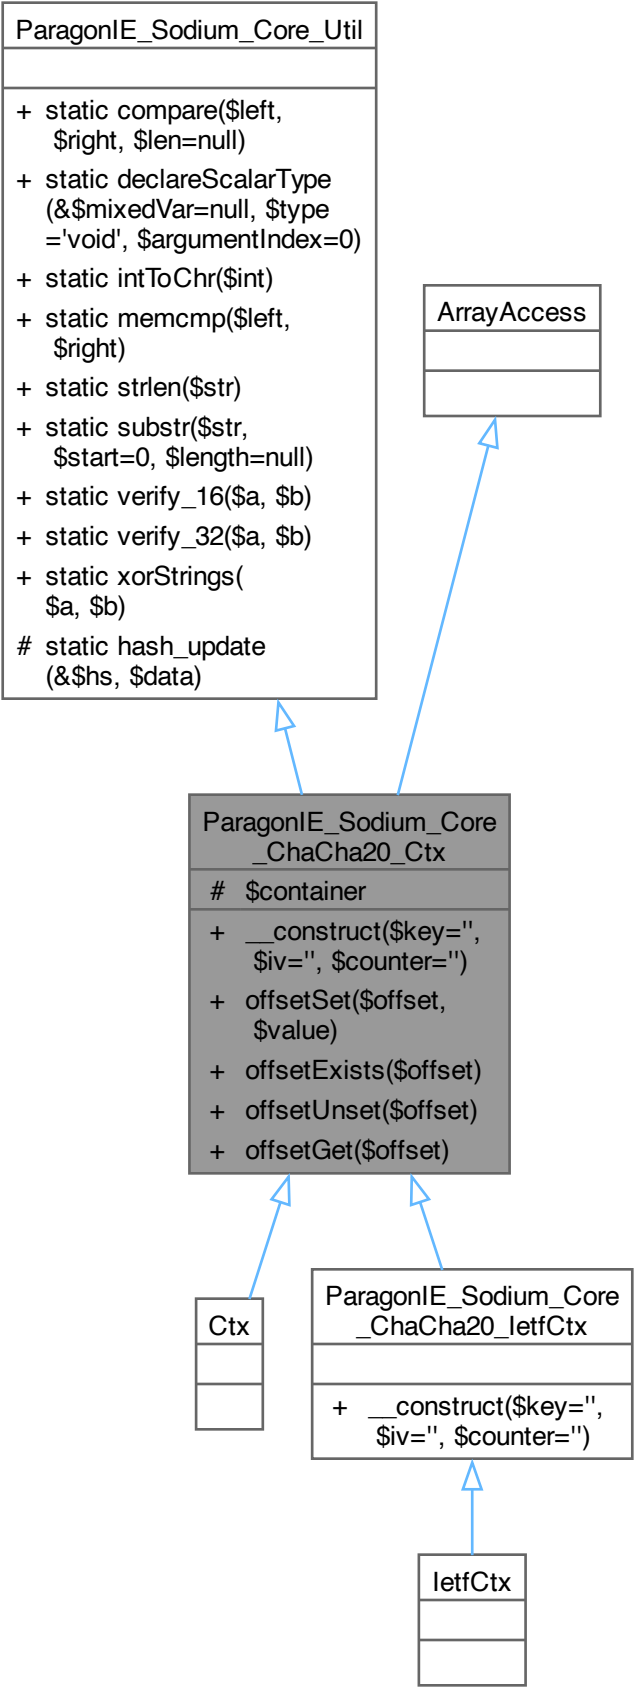 ParagonIE_Sodium_Core_Util
+ static compare($left,
$right, $len=null)
+ static declareScalarType
(&$mixedVar=null, $type
='void', $argumentIndex=0)
+ static intToChr($int)
+ static memcmp($left,
$right)
+ static strlen($str)
+ static substr($str,
$start=0, $length=null)
+ static verify_16($a, $b)
+ static verify_32($a, $b)
+ static xorStrings(
$a, $b)
# static hash_update
(&$hs, $data)
ArrayAccess
ParagonIE_Sodium_Core
_ChaCha20_Ctx
# $container
+ __construct($key='',
$iv='', $counter='')
+ offsetSet($offset,
$value)
+ offsetExists($offset)
+ offsetUnset($offset)
+ offsetGet($offset)
Ctx
ParagonIE_Sodium_Core
_ChaCha20_IetfCtx
+ __construct($key='',
$iv='', $counter='')
IetfCtx